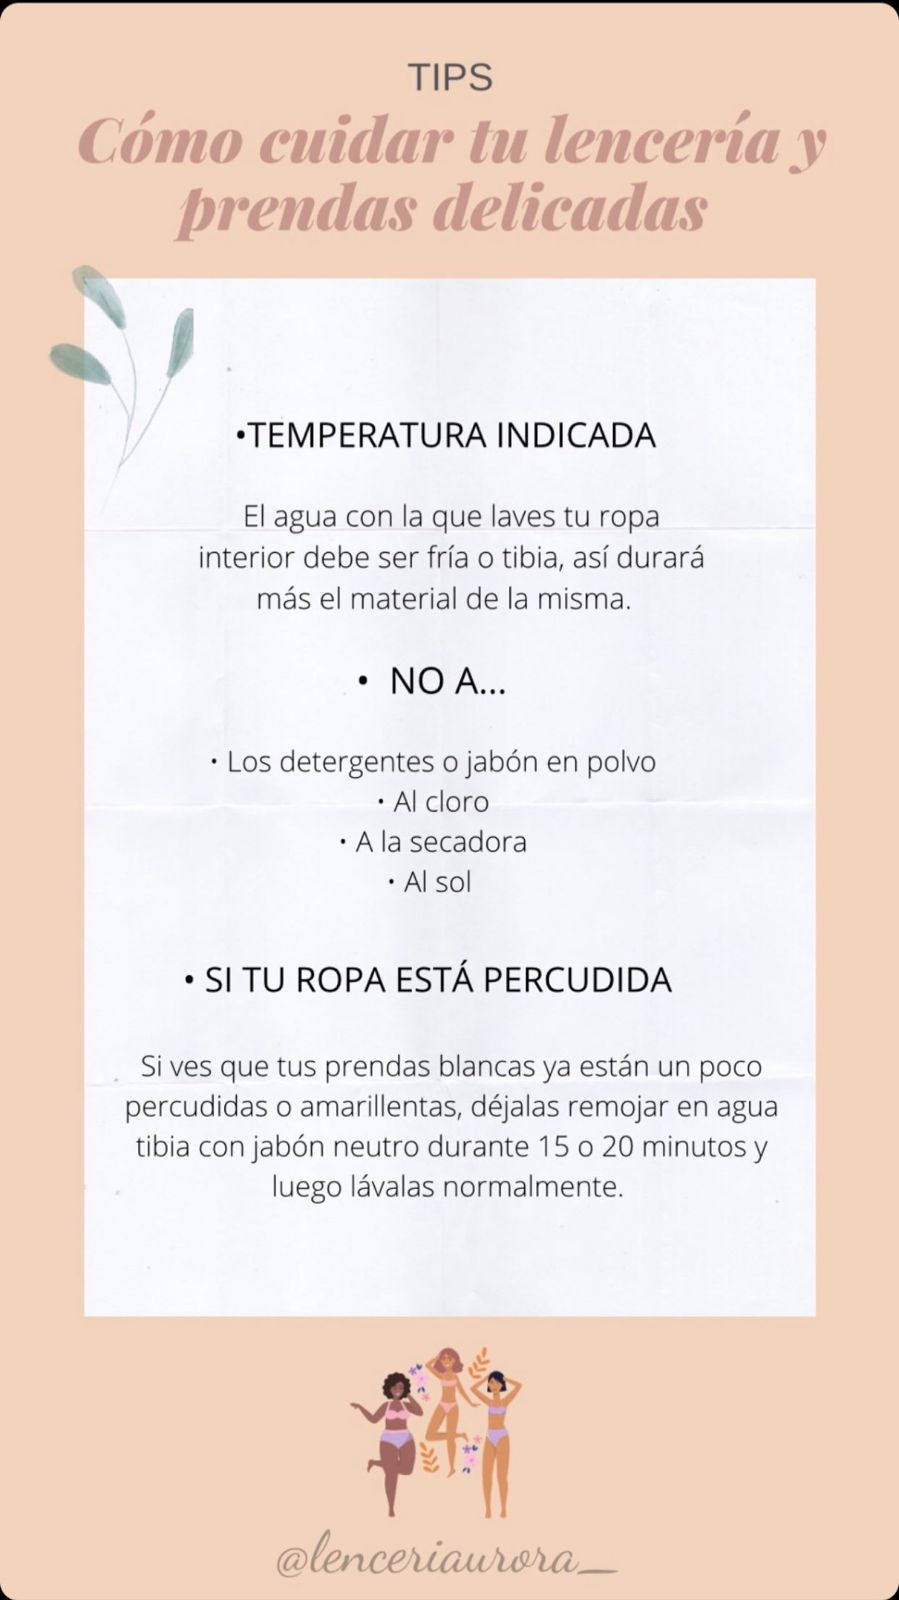 TIPS
Cómo cuidar tu lencería y
prendas delicadas
•TEMPERATURA INDICADA
El agua con la que laves tu ropa
interior debe ser fría o tibia, así durará
más el material de la misma.
• NO A...
• Los detergentes o jabón en polvo
• Al cloro
• A la secadora
• Al sol
• SI TU ROPA ESTÁ PERCUDIDA
Si ves que tus prendas blancas ya están un poco
percudidas o amarillentas, déjalas remojar en agua
tibia con jabón neutro durante 15 o 20 minutos y
luego lávalas normalmente.
@lenceriaurora_